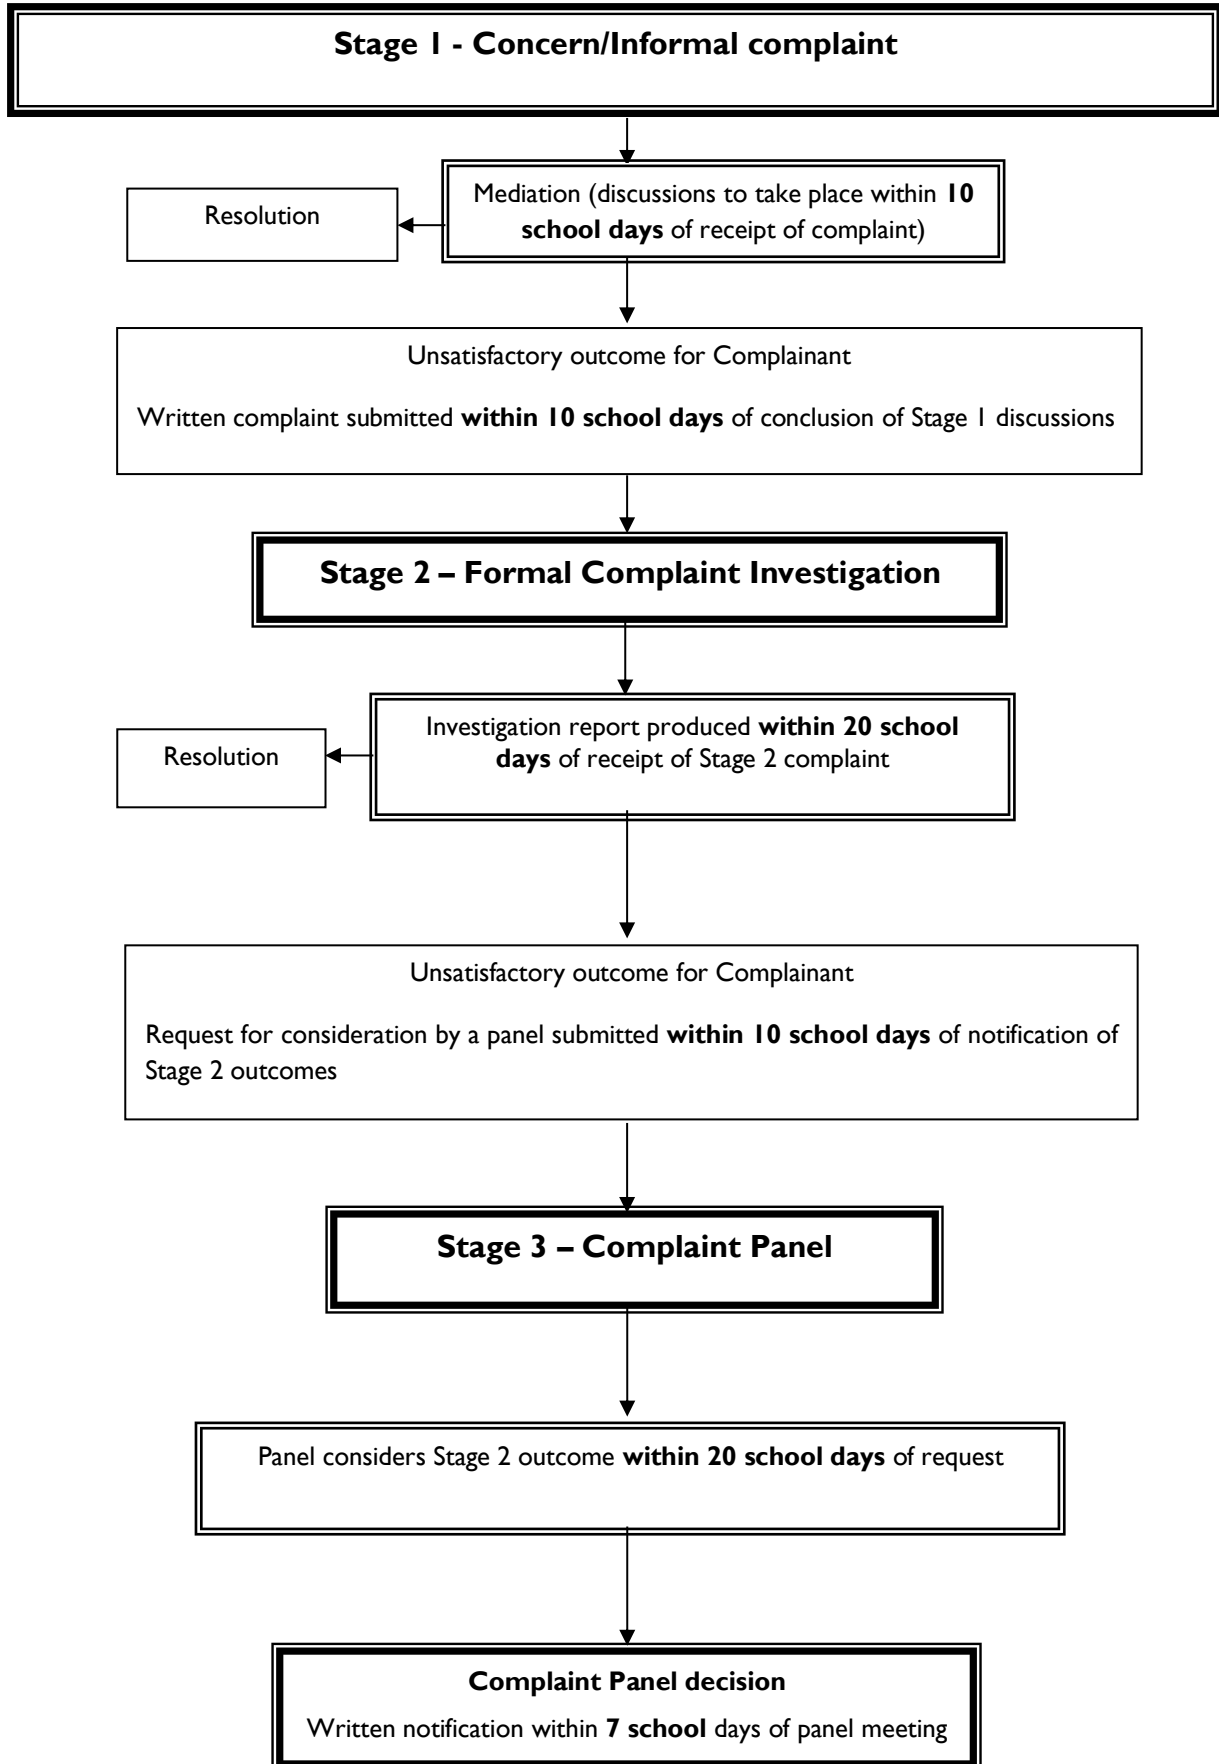 Stage 1 - Concern/Informal complaint
Mediation (discussions to take place within 10
school days of receipt of complaint)
Resolution
Unsatisfactory outcome for Complainant
Written complaint submitted within 10 school days of conclusion of Stage 1 discussions
Stage 2 – Formal Complaint Investigation
Investigation report produced within 20 school
days of receipt of Stage 2 complaint
Resolution
Unsatisfactory outcome for Complainant
Request for consideration by a panel submitted within 10 school days of notification of
Stage 2 outcomes
Stage 3 – Complaint Panel
Panel considers Stage 2 outcome within 20 school days of request
Complaint Panel decision
Written notification within 7 school days of panel meeting